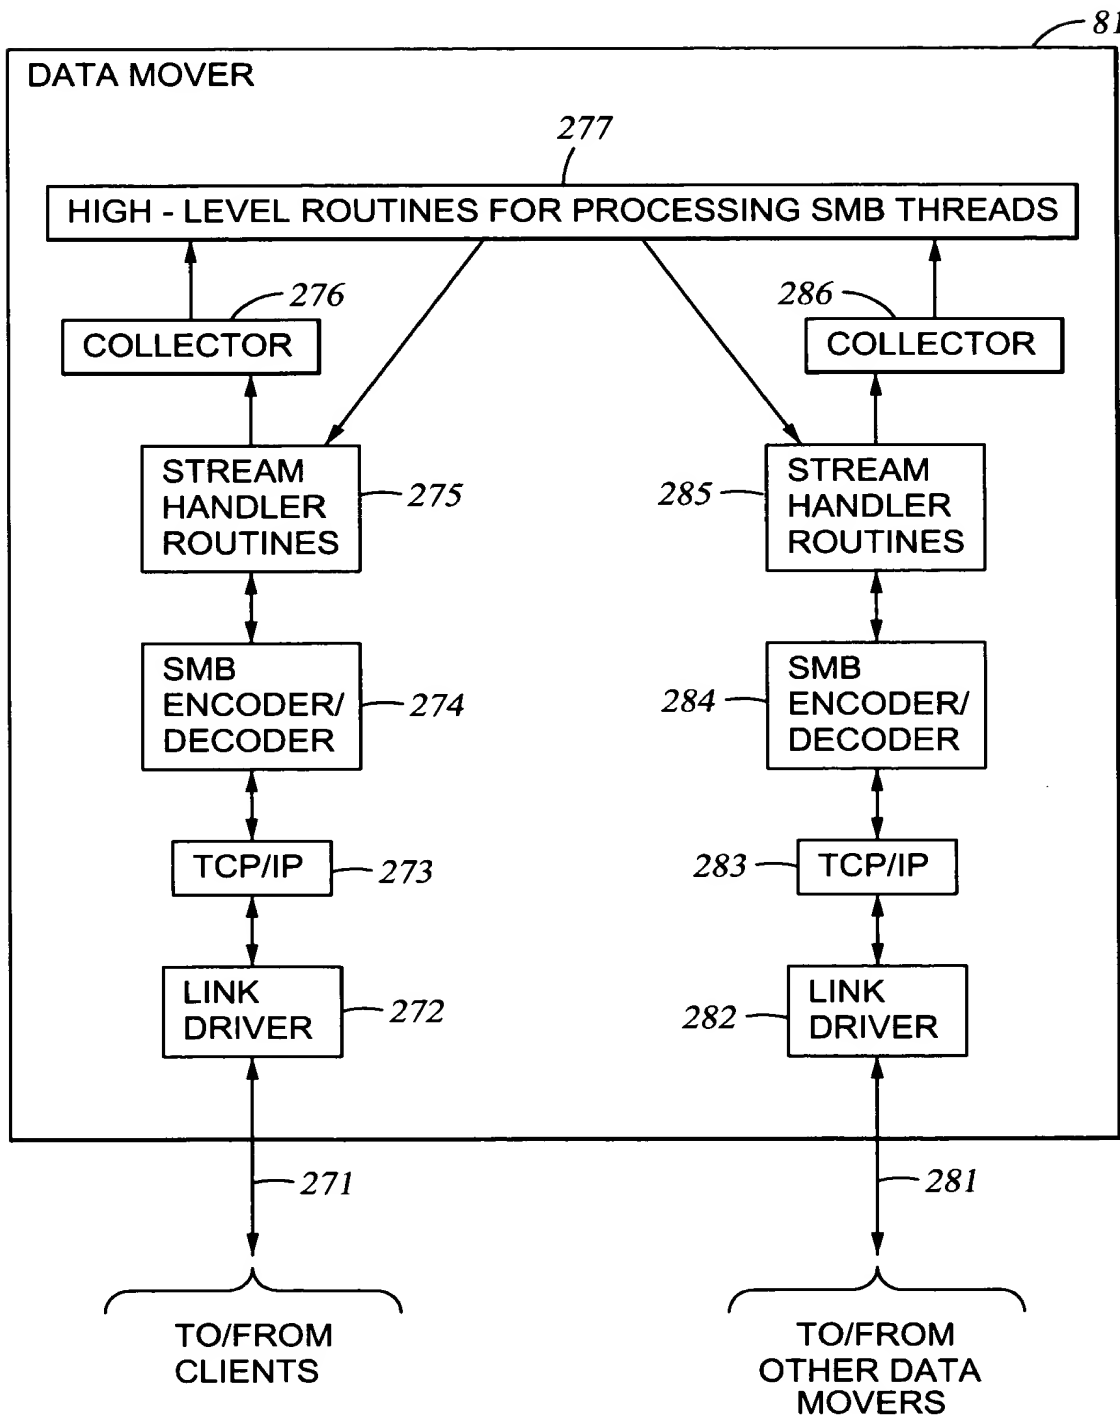 81
DATA MOVER
277
HIGH - LEVEL ROUTINES FOR PROCESSING SMB THREADS
276
286
COLLECTOR
COLLECTOR
STREAM
HANDLER
ROUTINES
275
285
STREAM
HANDLER
ROUTINES
SMB
ENCODER/
DECODER
274
284
SMB
ENCODER/
DECODER
TCP/IP
273
283
TCP/IP
LINK
DRIVER
272
282
LINK
DRIVER
271
281
TO/FROM
CLIENTS
TO/FROM
OTHER DATA
MOVERS